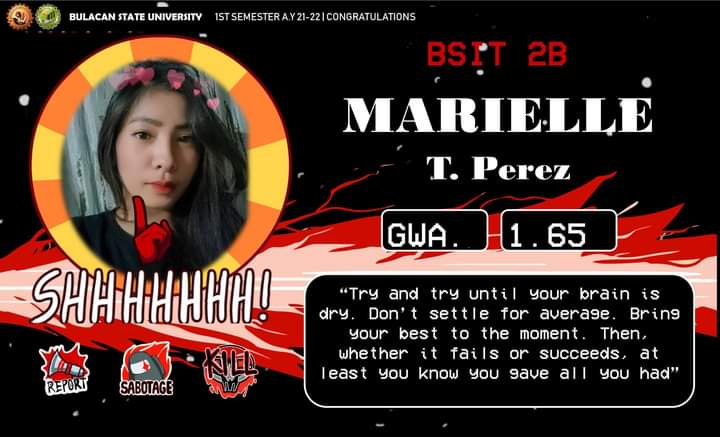 BULACAN STATE UNIVERSITY 1ST SEMESTER A.Y 21-22 | CONGRATULATIONS
BSIT 2B
MARIELLE
T. Perez
GWA. 1.65
SHHHHHHH!
“Try and try until your brain is
dry. Don't settle for average. Bring
your best to the moment. Then,
whether it fails or succeeds, at
least you know you gave all you had”
REPORT SABOTAGE KILL